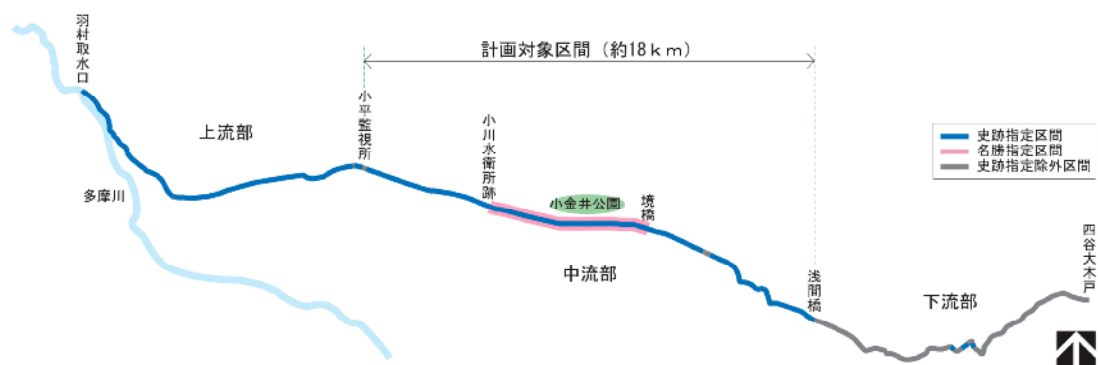 羽村取水口
計画対象区間（約18ｋｍ）
小平監視所
上流部
小川水衛所跡
史跡指定区間
名勝指定区間
史跡指定除外区間
多摩川
小金井公園
境橋
四谷大木戸
中流部
浅間橋
下流部